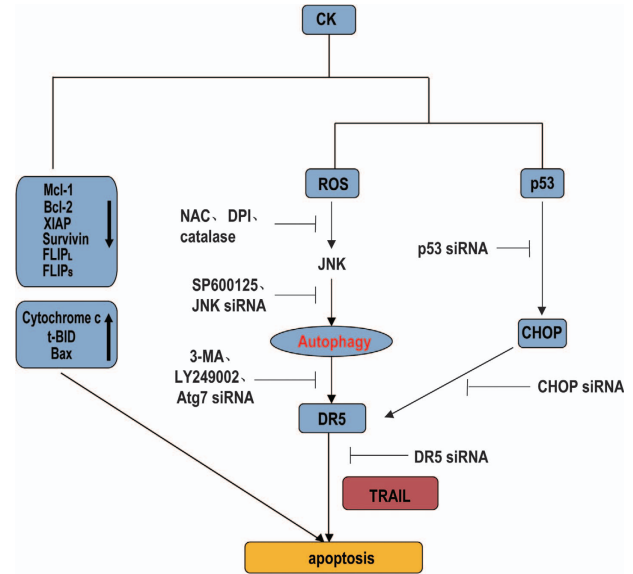 CK
ROS
p53
Mcl-1
Bcl-2
XIAP
Survivin
FLIPL
FLIPS
NAC、DPI、
catalase
JNK
p53 siRNA
SP600125、
JNK siRNA
Cytochrome c
t-BID
Bax
Autophagy
CHOP
3-MA、
LY249002、
Atg7 siRNA
CHOP siRNA
DR5
DR5 siRNA
TRAIL
apoptosis